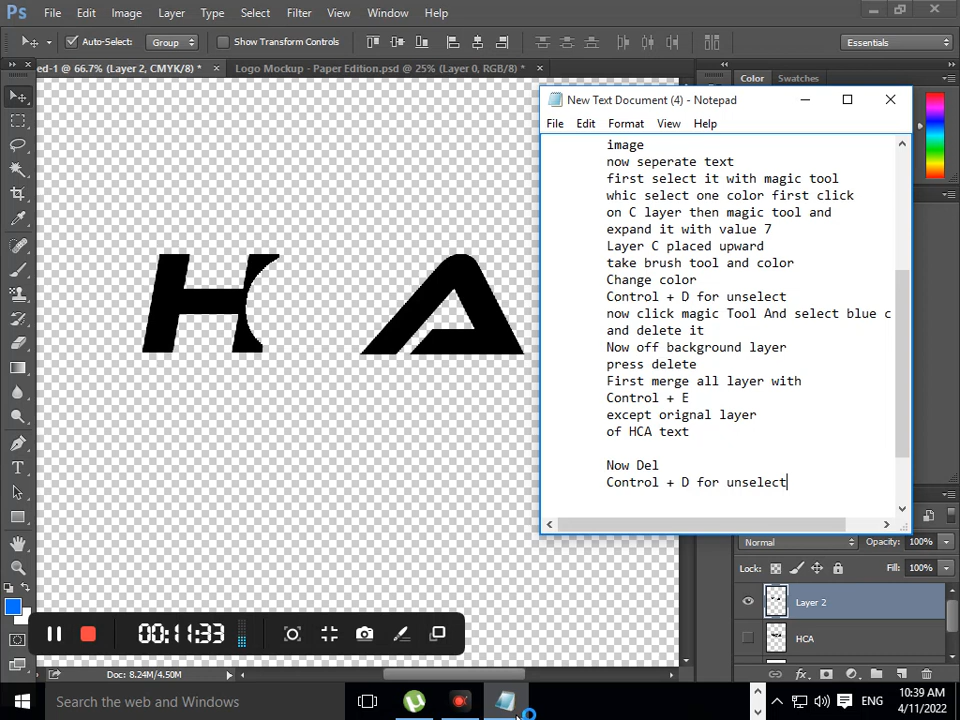 Ps File Edit Image Layer Type Select Filter View Window Help
Auto-Select: Group Show Transform Controls Essentials
ed-1 @ 66.7% (Layer 2, CMYK/8) * × Logo Mockup - Paper Edition.psd @ 25% (Layer 0, RGB/8) * ×
Color Swatches
New Text Document (4) - Notepad
File Edit Format View Help
image
now seperate text
first select it with magic tool
whic select one color first click
on C layer then magic tool and
expand it with value 7
Layer C placed upward
take brush tool and color
Change color
Control + D for unselect
now click magic Tool And select blue c
and delete it
Now off background layer
press delete
First merge all layer with
Control + E
except orignal layer
of HCA text
Now Del
Control + D for unselect
H A
Normal Opacity: 100%
Lock: Fill: 100%
Layer 2
HCA
00:11:33
Doc: 8.24M/4.50M
Search the web and Windows
ENG
10:39 AM
4/11/2022